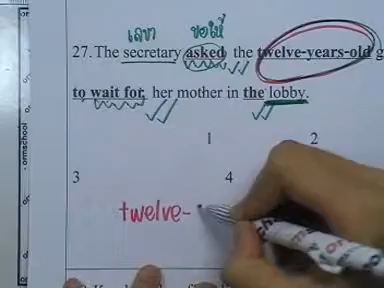 เลขา ขอให้
27. The secretary asked the twelve-years-old g
to wait for, her mother in the lobby.
1 2
3 4
twelve-